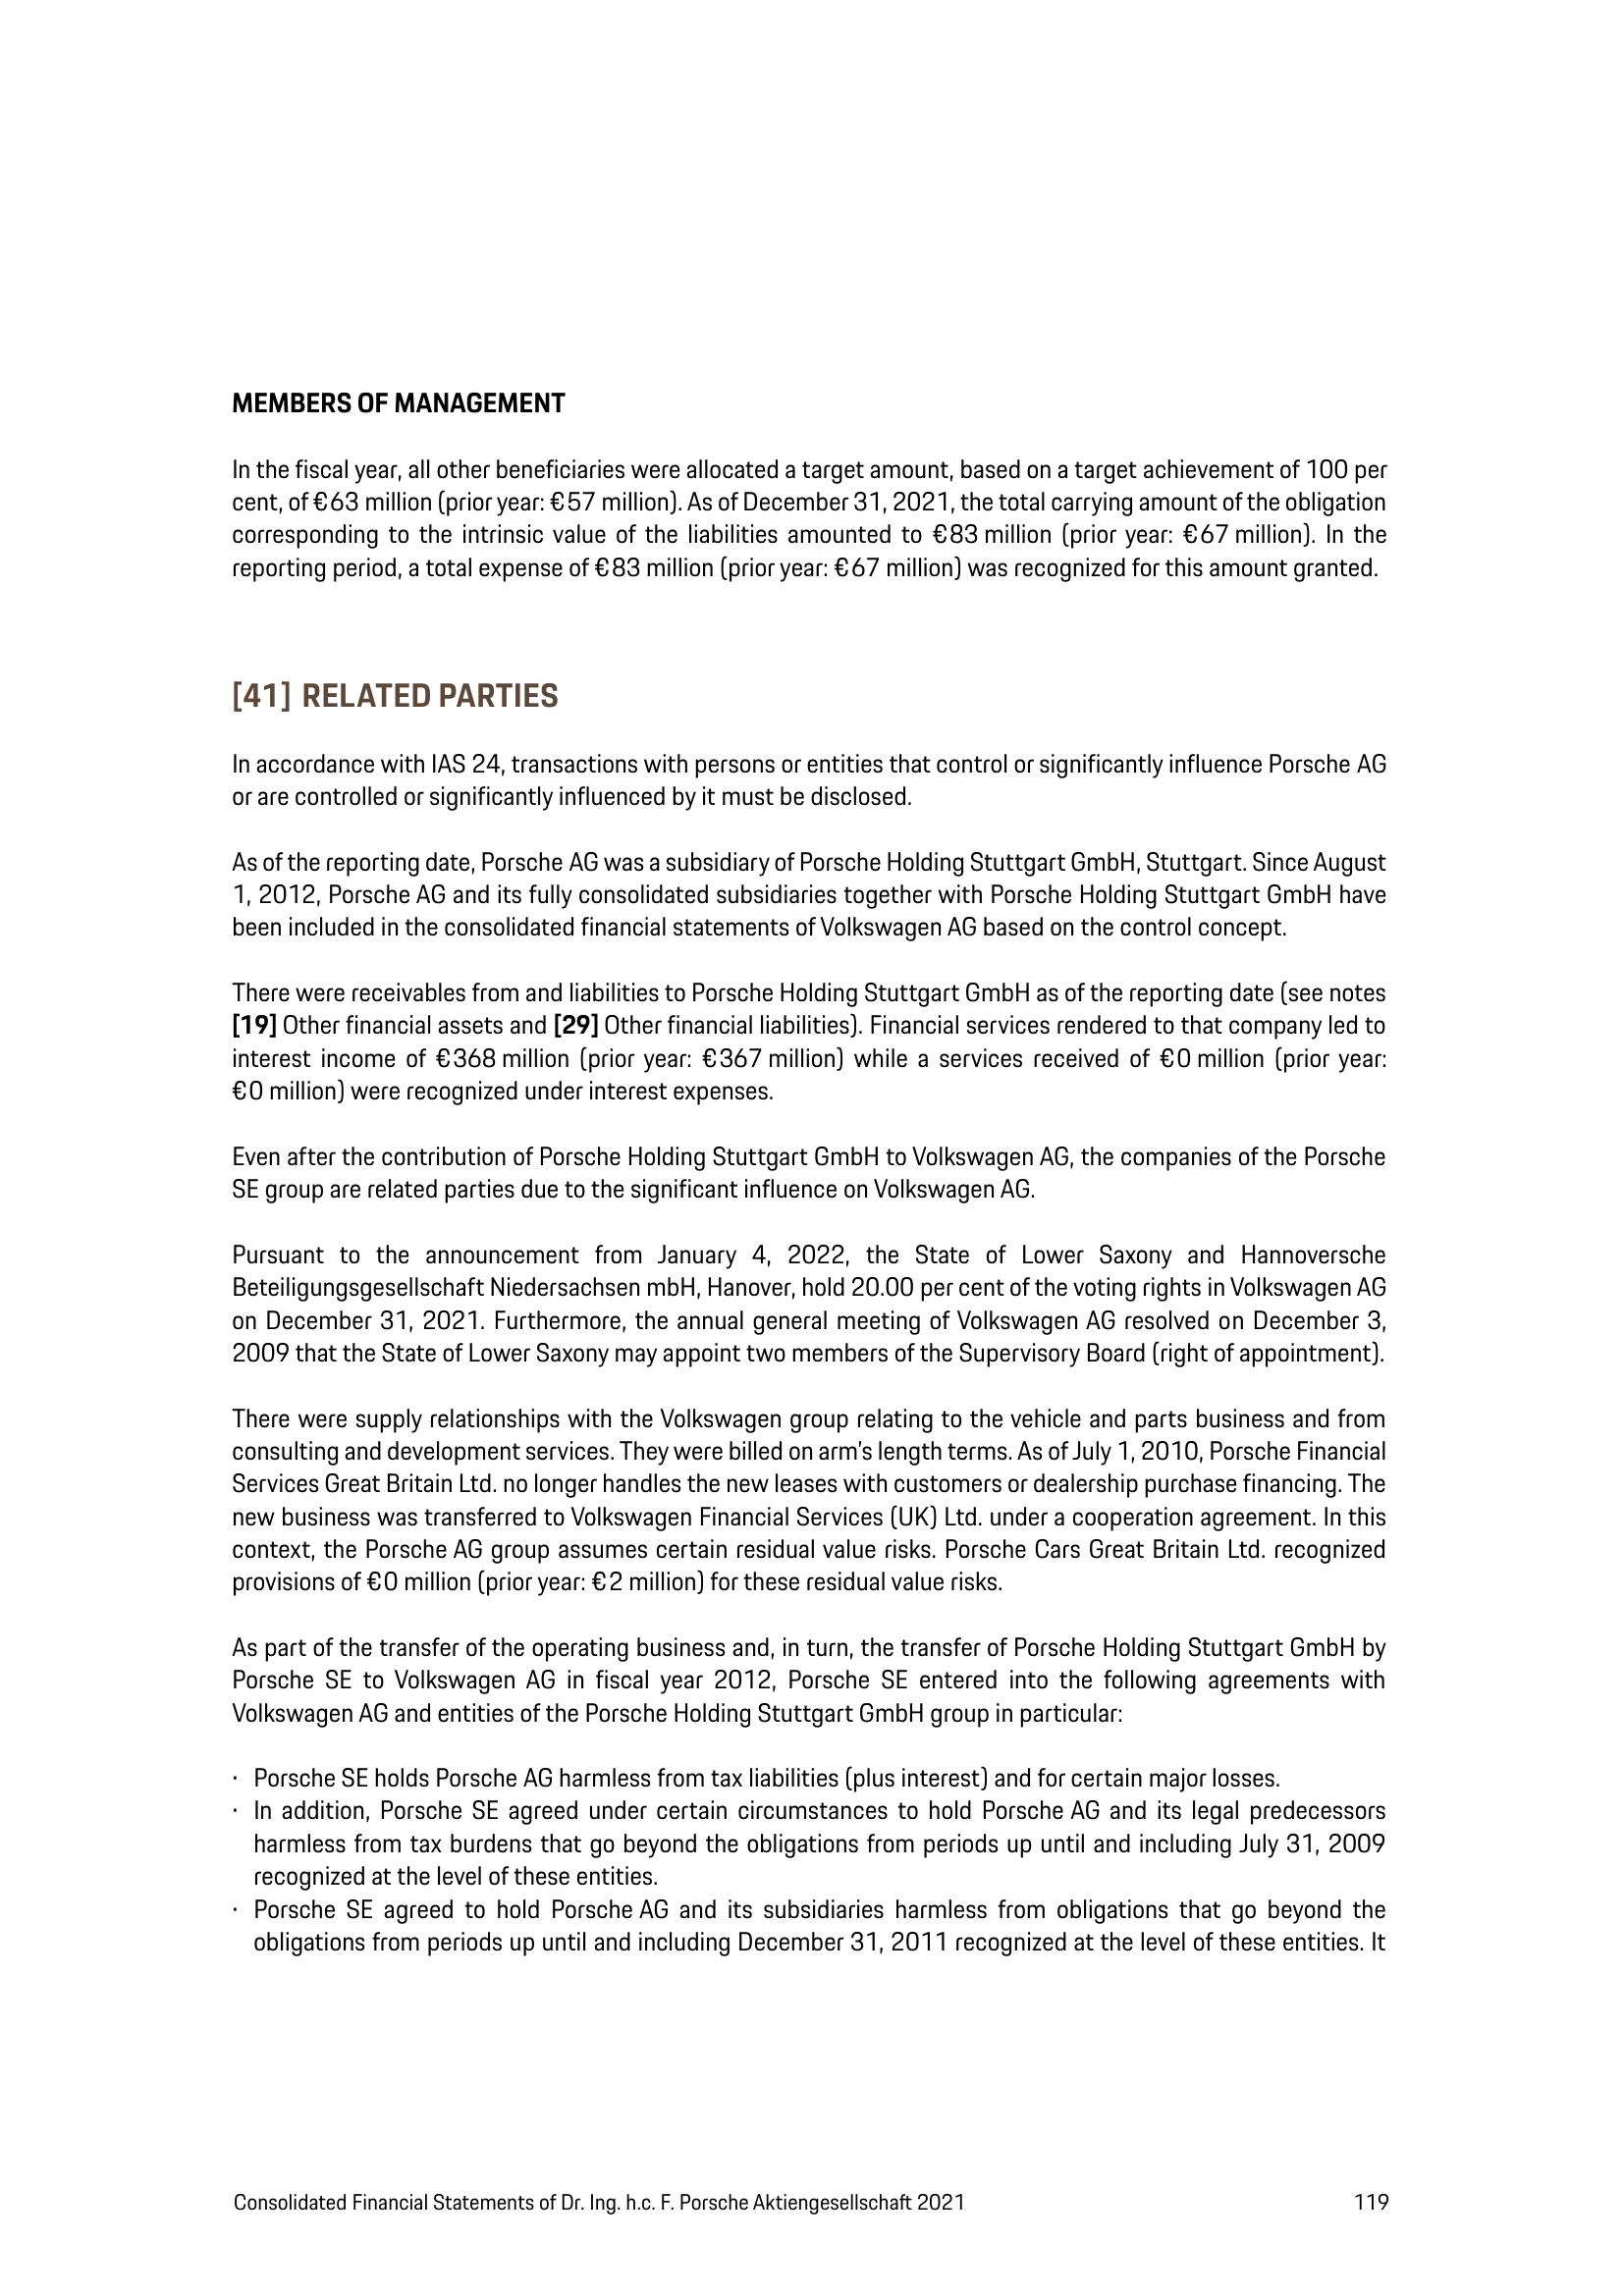 MEMBERS OF MANAGEMENT
In the fiscal year, all other beneficiaries were allocated a target amount, based on a target achievement of 100 per
cent, of €63 million (prior year: €57 million). As of December 31, 2021, the total carrying amount of the obligation
corresponding to the intrinsic value of the liabilities amounted to €83 million (prior year: €67 million). In the
reporting period, a total expense of €83 million (prior year: €67 million) was recognized for this amount granted.
[41] RELATED PARTIES
In accordance with IAS 24, transactions with persons or entities that control or significantly influence Porsche AG
or are controlled or significantly influenced by it must be disclosed.
As of the reporting date, Porsche AG was a subsidiary of Porsche Holding Stuttgart GmbH, Stuttgart. Since August
1, 2012, Porsche AG and its fully consolidated subsidiaries together with Porsche Holding Stuttgart GmbH have
been included in the consolidated financial statements of Volkswagen AG based on the control concept.
There were receivables from and liabilities to Porsche Holding Stuttgart GmbH as of the reporting date (see notes
[19] Other financial assets and [29] Other financial liabilities). Financial services rendered to that company led to
interest income of €368 million (prior year: €367 million) while a services received of €0 million (prior year:
€0 million) were recognized under interest expenses.
Even after the contribution of Porsche Holding Stuttgart GmbH to Volkswagen AG, the companies of the Porsche
SE group are related parties due to the significant influence on Volkswagen AG.
Pursuant to the announcement from January 4, 2022, the State of Lower Saxony and Hannoversche
Beteiligungsgesellschaft Niedersachsen mbH, Hanover, hold 20.00 per cent of the voting rights in Volkswagen AG
on December 31, 2021. Furthermore, the annual general meeting of Volkswagen AG resolved on December 3,
2009 that the State of Lower Saxony may appoint two members of the Supervisory Board (right of appointment).
There were supply relationships with the Volkswagen group relating to the vehicle and parts business and from
consulting and development services. They were billed on arm’s length terms. As of July 1, 2010, Porsche Financial
Services Great Britain Ltd. no longer handles the new leases with customers or dealership purchase financing. The
new business was transferred to Volkswagen Financial Services (UK) Ltd. under a cooperation agreement. In this
context, the Porsche AG group assumes certain residual value risks. Porsche Cars Great Britain Ltd. recognized
provisions of €0 million (prior year: €2 million) for these residual value risks.
As part of the transfer of the operating business and, in turn, the transfer of Porsche Holding Stuttgart GmbH by
Porsche SE to Volkswagen AG in fiscal year 2012, Porsche SE entered into the following agreements with
Volkswagen AG and entities of the Porsche Holding Stuttgart GmbH group in particular:
· Porsche SE holds Porsche AG harmless from tax liabilities (plus interest) and for certain major losses.
· In addition, Porsche SE agreed under certain circumstances to hold Porsche AG and its legal predecessors
harmless from tax burdens that go beyond the obligations from periods up until and including July 31, 2009
recognized at the level of these entities.
· Porsche SE agreed to hold Porsche AG and its subsidiaries harmless from obligations that go beyond the
obligations from periods up until and including December 31, 2011 recognized at the level of these entities. It
Consolidated Financial Statements of Dr. Ing. h.c. F. Porsche Aktiengesellschaft 2021 119